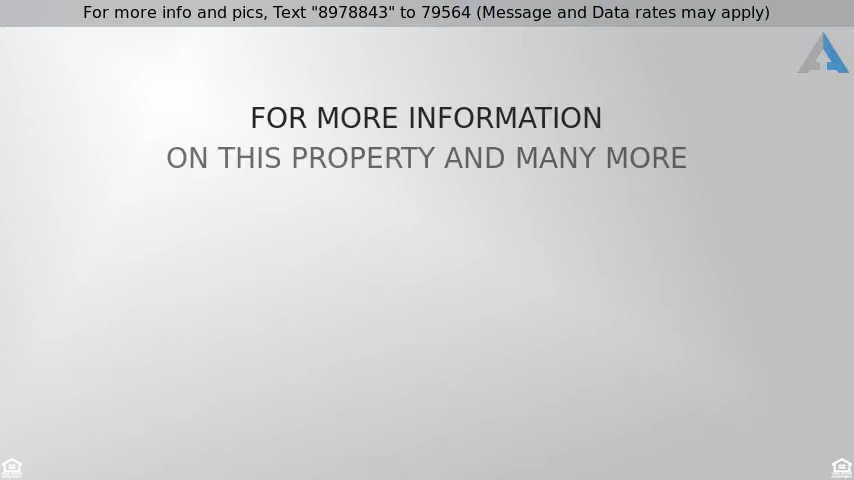 For more info and pics, Text "8978843" to 79564 (Message and Data rates may apply)
FOR MORE INFORMATION
ON THIS PROPERTY AND MANY MORE